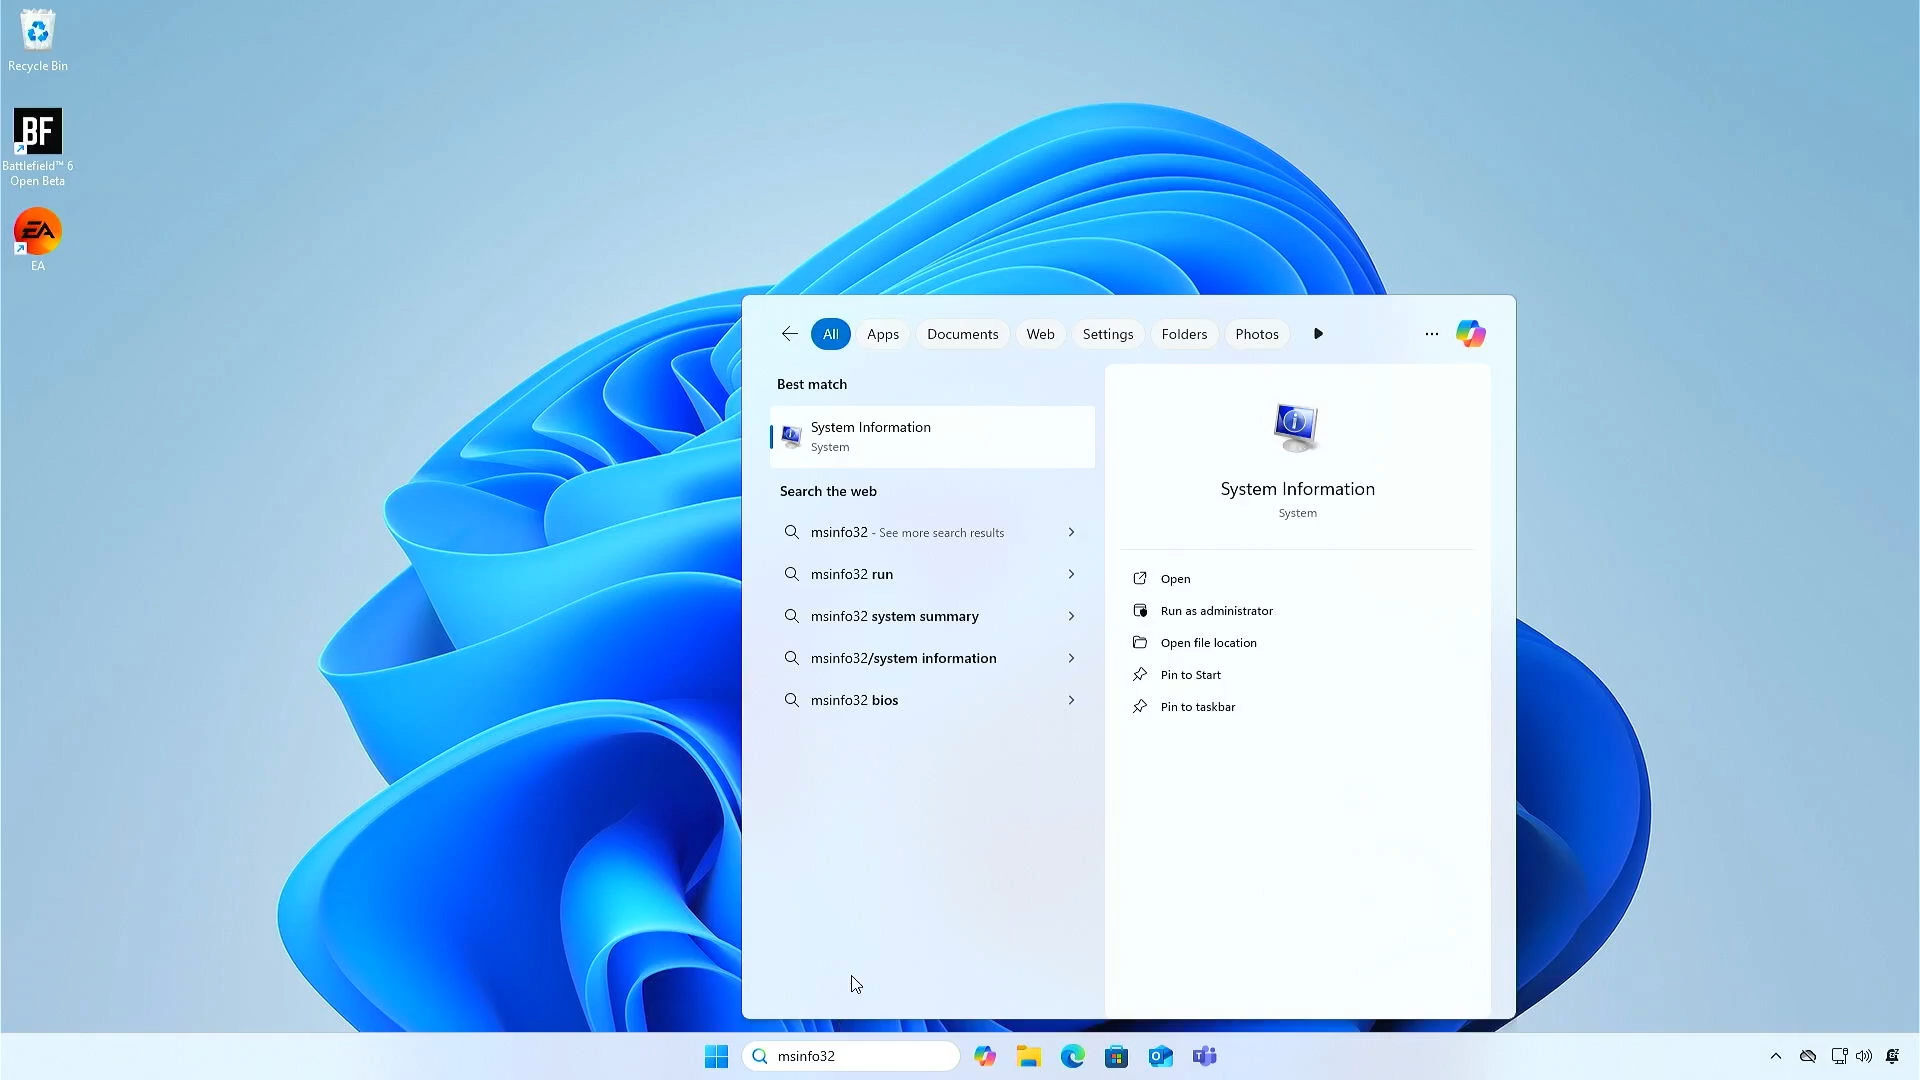 Recycle Bin
BF
Battlefield™ 6
Open Beta
EA
EA
All
Apps
Documents
Web
Settings
Folders
Photos
Best match
System Information
System
Search the web
msinfo32 - See more search results
msinfo32 run
msinfo32 system summary
msinfo32/system information
msinfo32 bios
System Information
System
Open
Run as administrator
Open file location
Pin to Start
Pin to taskbar
msinfo32